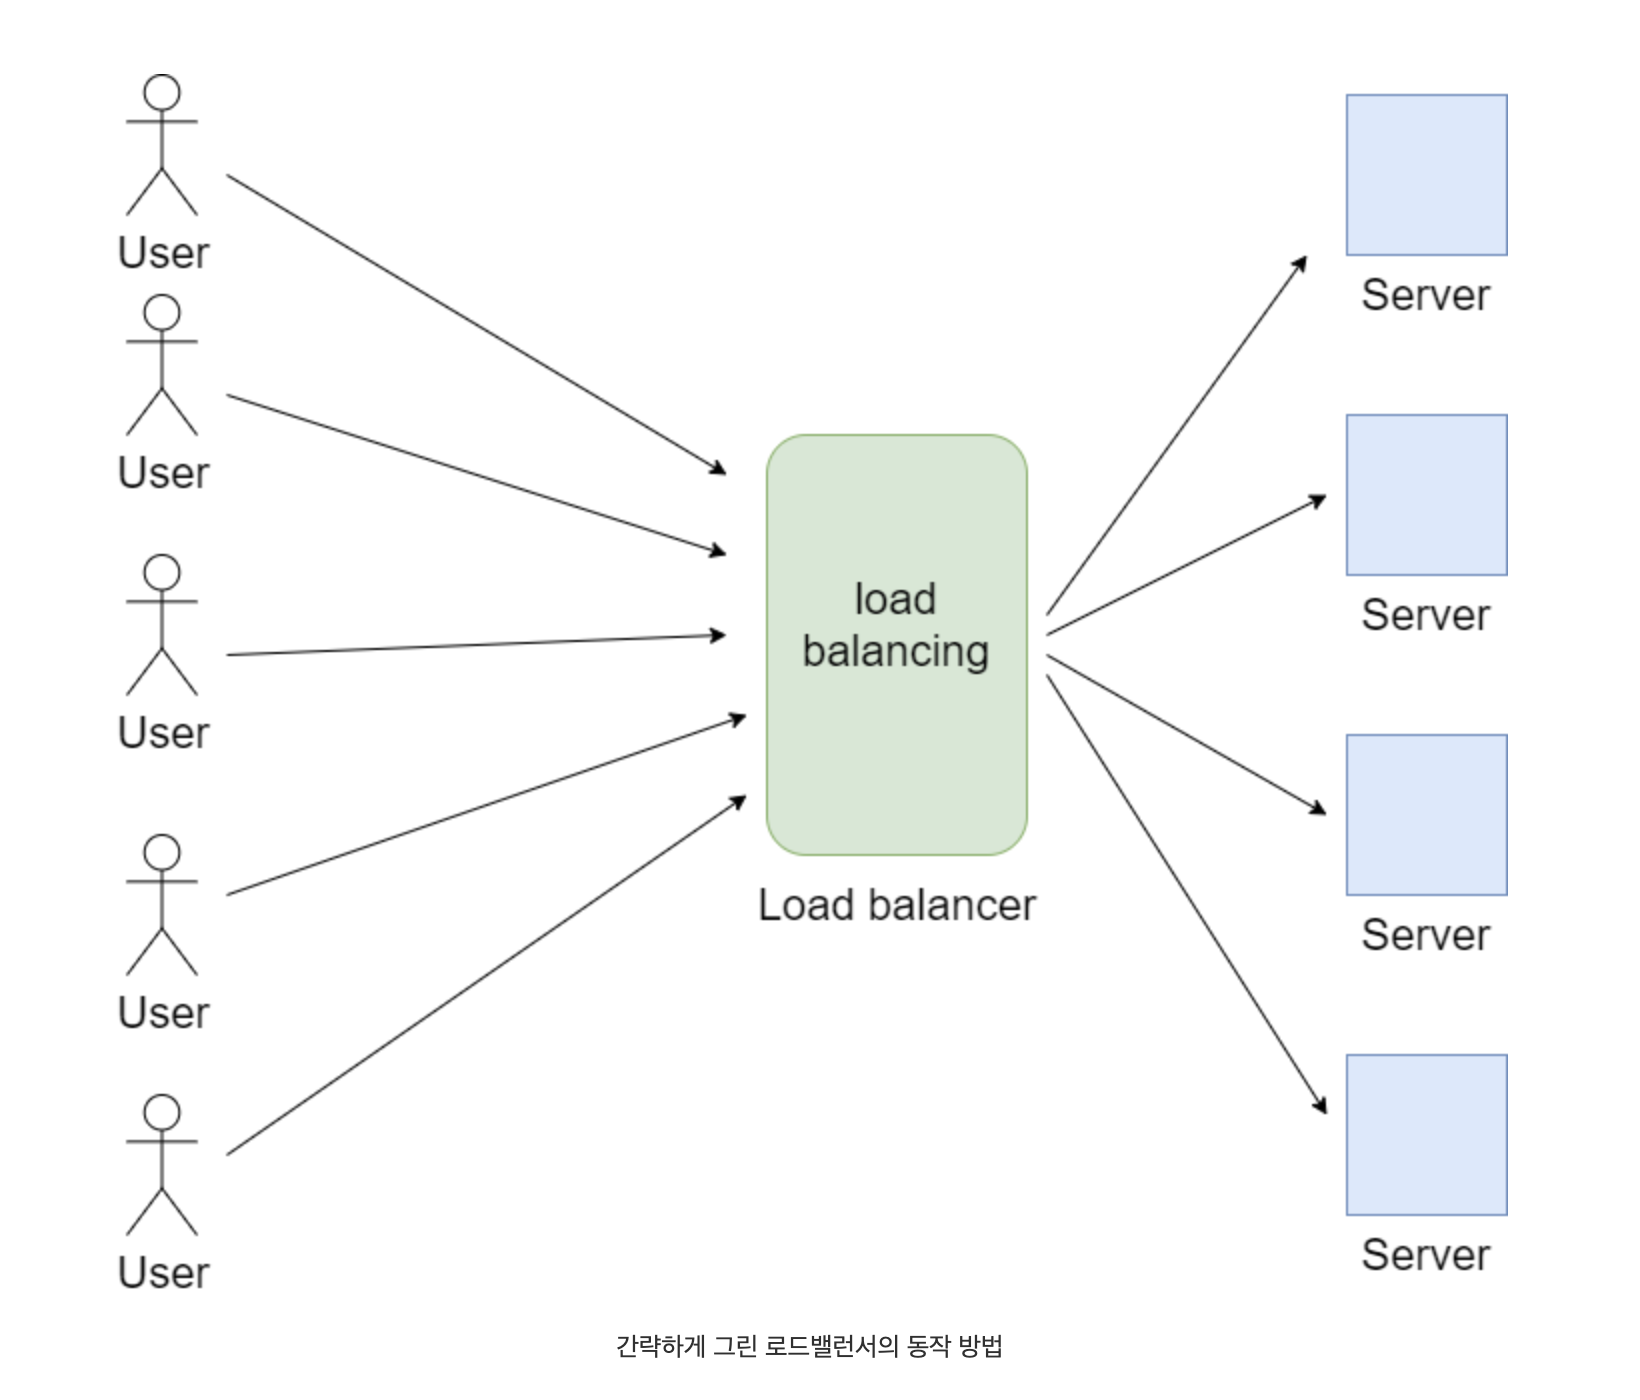 User
User
User
User
User
load
balancing
Load balancer
Server
Server
Server
Server
간략하게 그린 로드밸런서의 동작 방법